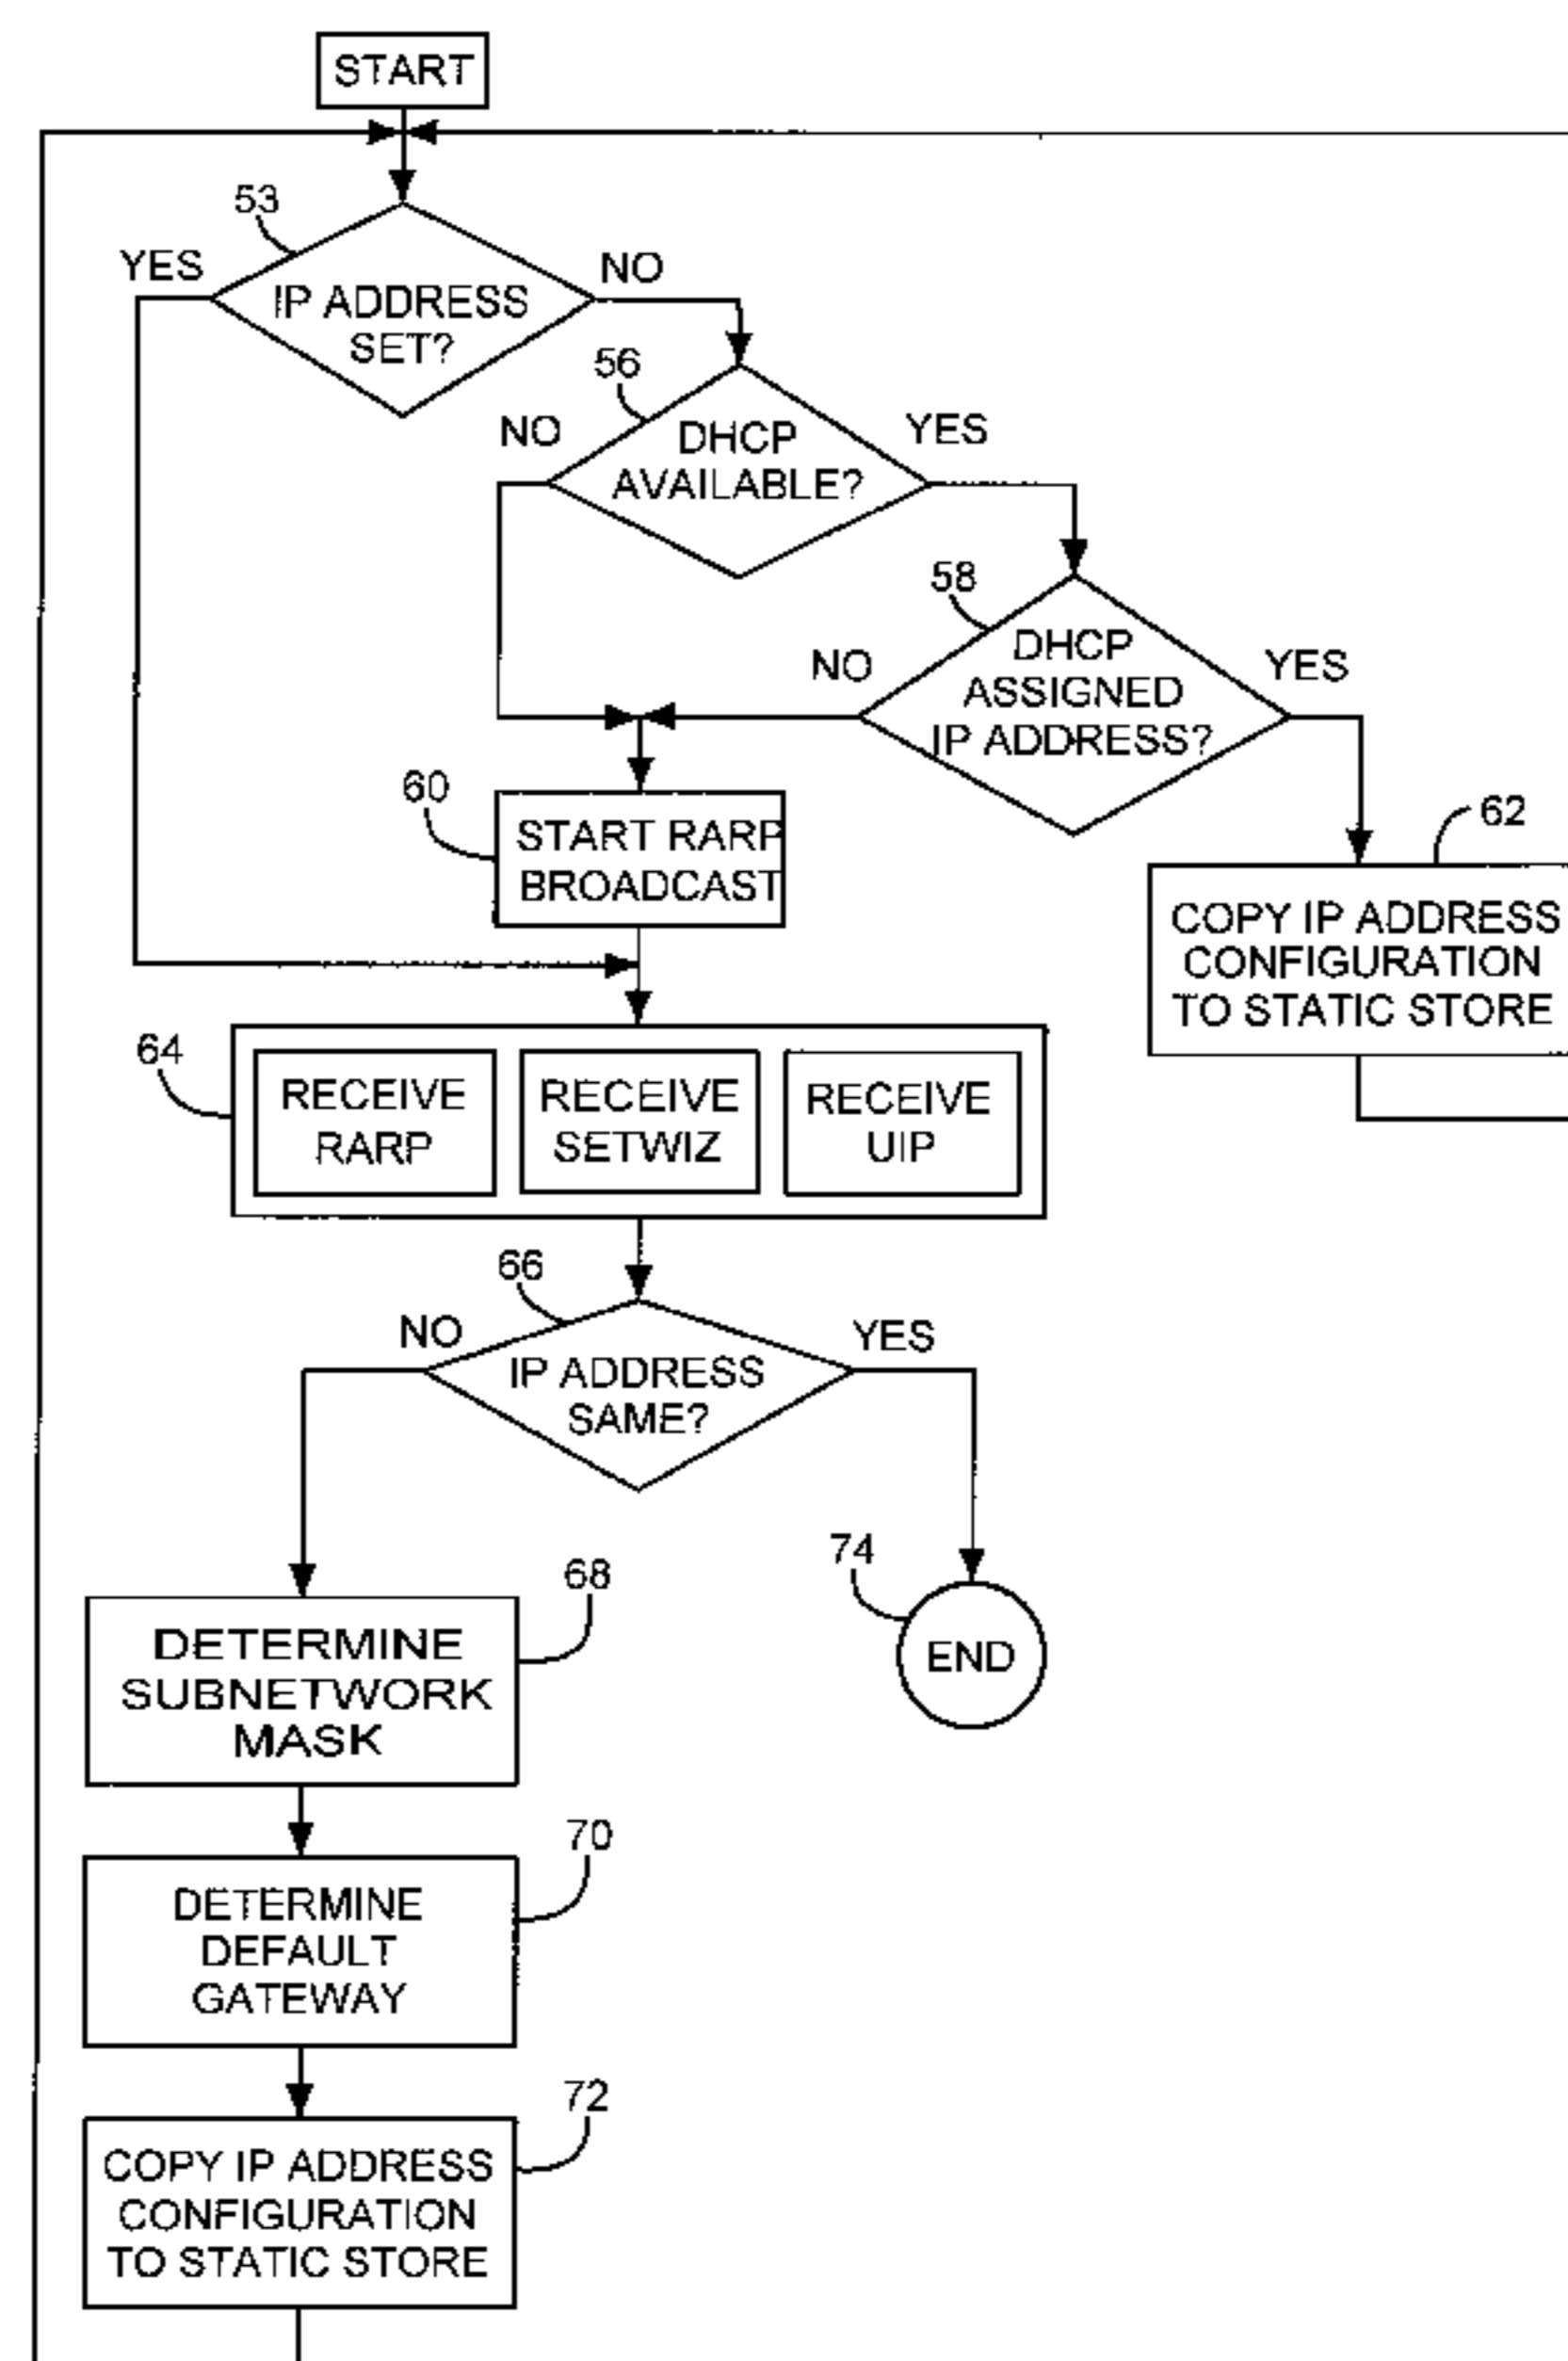 START
53
YES
NO
IP ADDRESS
SET?
56
NO
YES
DHCP
AVAILABLE?
58
NO
YES
DHCP
ASSIGNED
IP ADDRESS?
60
START RARP
BROADCAST
62
COPY IP ADDRESS
CONFIGURATION
TO STATIC STORE
64
RECEIVE
RARP
RECEIVE
SETWIZ
RECEIVE
UIP
66
NO
YES
IP ADDRESS
SAME?
68
DETERMINE
SUBNETWORK
MASK
74
END
70
DETERMINE
DEFAULT
GATEWAY
72
COPY IP ADDRESS
CONFIGURATION
TO STATIC STORE